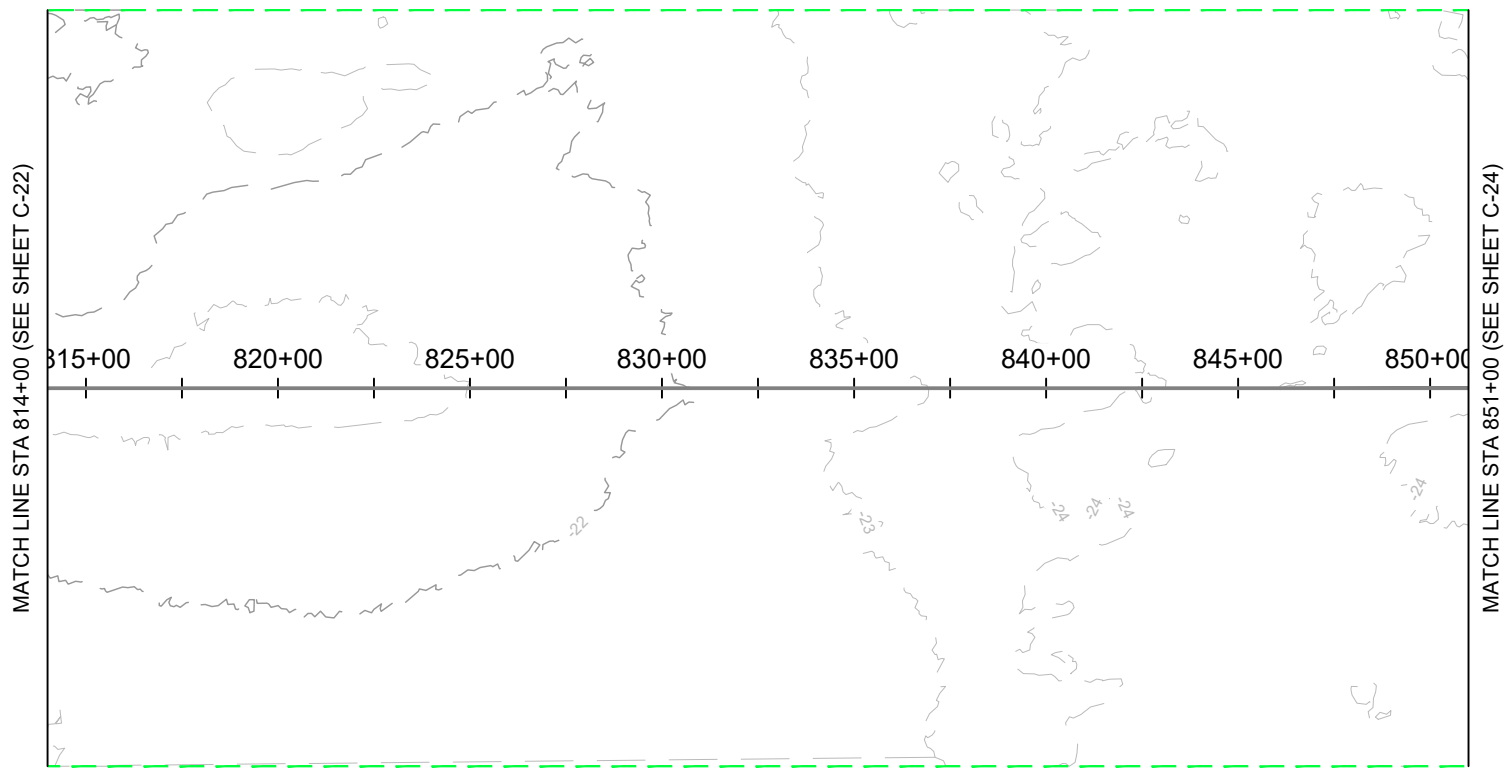 MATCH LINE STA 814+00 (SEE SHEET C-22)
815+00 820+00 825+00 830+00 835+00 840+00 845+00 850+00
-22
-23
-24 -24 -24
-24
MATCH LINE STA 851+00 (SEE SHEET C-24)